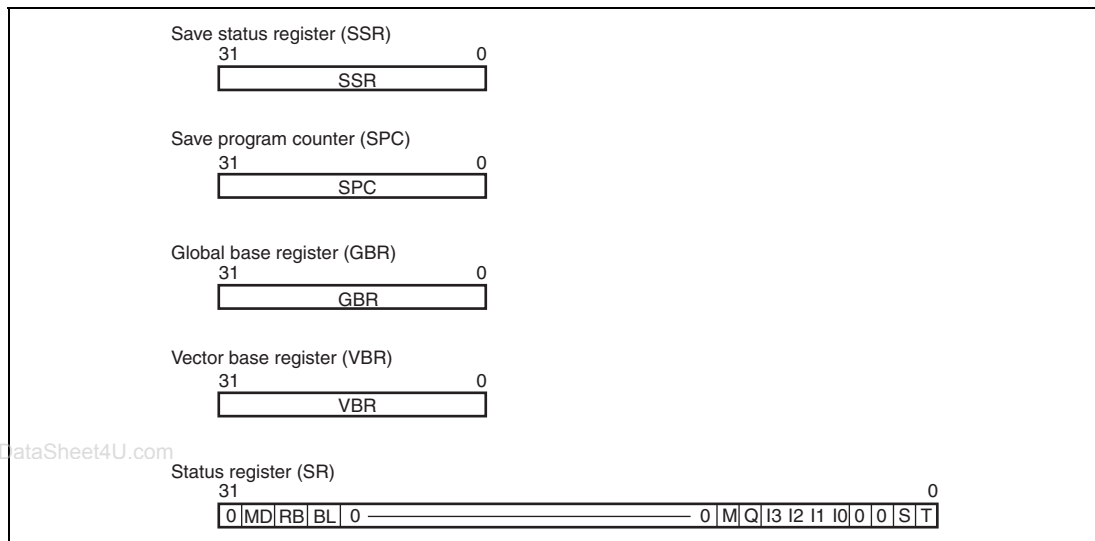 Save status register (SSR)
31 0
SSR
Save program counter (SPC)
31 0
SPC
Global base register (GBR)
31 0
GBR
Vector base register (VBR)
31 0
VBR
DataSheet4U.com
Status register (SR)
31 0
0 MD RB BL 0 0 M Q I3 I2 I1 I0 0 0 S T